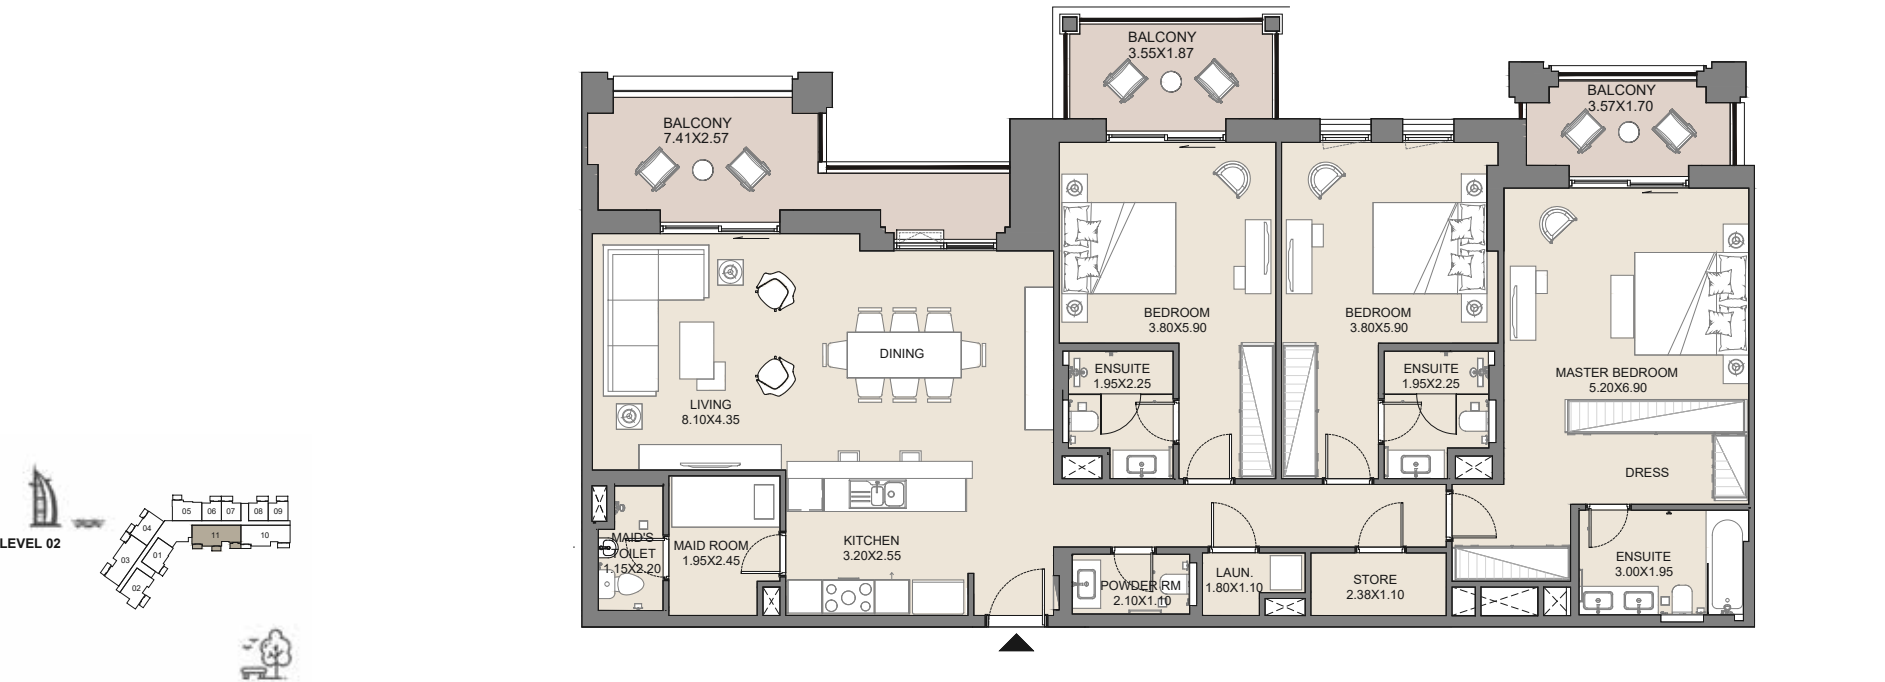 BALCONY
3.55X1.87
BALCONY
3.57X1.70
BALCONY
7.41X2.57
BEDROOM
3.80X5.90
BEDROOM
3.80X5.90
DINING
ENSUITE
1.95X2.25
ENSUITE
1.95X2.25
MASTER BEDROOM
5.20X6.90
LIVING
8.10X4.35
DRESS
MAID'S
TOILET
1.15X2.20
MAID ROOM
1.95X2.45
KITCHEN
3.20X2.55
POWDER RM
2.10X1.10
LAUN.
1.80X1.10
STORE
2.38X1.10
ENSUITE
3.00X1.95
LEVEL 02
05
06
07
08
09
04
11
10
03
01
02